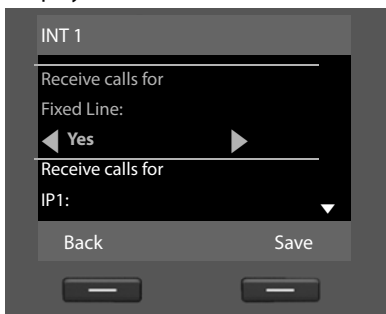 INT 1
Receive calls for
Fixed Line:
Yes
Receive calls for
IP1:
Back Save